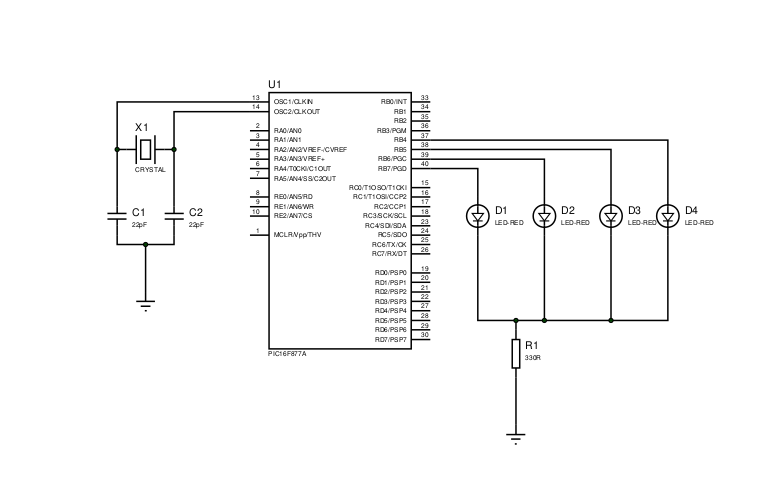 U1
13 OSC1/CLKIN RB0/INT 33
14 OSC2/CLKOUT RB1 34
RB2 35
2 RA0/AN0 RB3/PGM 36
3 RA1/AN1 RB4 37
4 RA2/AN2/VREF-/CVREF RB5 38
5 RA3/AN3/VREF+ RB6/PGC 39
6 RA4/T0CKI/C1OUT RB7/PGD 40
7 RA5/AN4/SS/C2OUT
RC0/T1OSO/T1CKI 15
8 RE0/AN5/RD RC1/T1OSI/CCP2 16
9 RE1/AN6/WR RC2/CCP1 17
10 RE2/AN7/CS RC3/SCK/SCL 18
RC4/SDI/SDA 23
1 MCLR/Vpp/THV RC5/SDO 24
RC6/TX/CK 25
RC7/RX/DT 26
RD0/PSP0 19
RD1/PSP1 20
RD2/PSP2 21
RD3/PSP3 22
RD4/PSP4 27
RD5/PSP5 28
RD6/PSP6 29
RD7/PSP7 30
PIC16F877A
X1
CRYSTAL
C1
22pF
C2
22pF
D1
LED-RED
D2
LED-RED
D3
LED-RED
D4
LED-RED
R1
330R